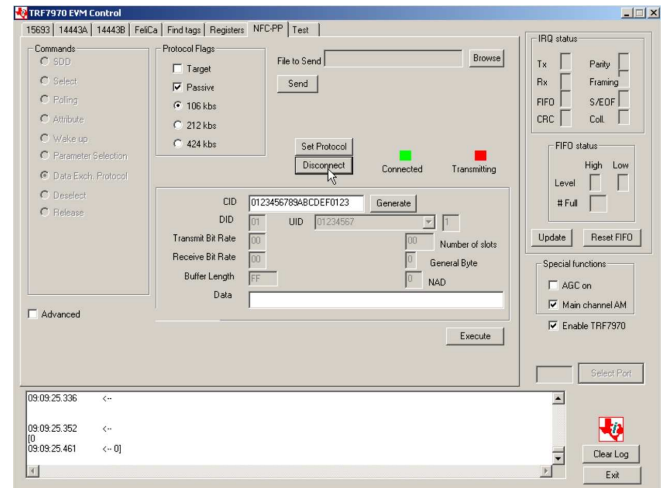 TRF7970 EVM Control
15693 14443A 14443B FeliCa Find tags Registers NFC-PP Test
Commands
SDD
Select
Polling
Attribute
Wake up
Parameter Selection
Data Exch. Protocol
Deselect
Release
Advanced
Protocol Flags
Target
Passive
106 kbs
212 kbs
424 kbs
File to Send
Browse
Send
Set Protocol
Disconnect
Connected
Transmitting
CID 0123456789ABCDEF0123 Generate
DID 01 UID 01234567 1
Transmit Bit Rate 00 00 Number of slots
Receive Bit Rate 00 0 General Byte
Buffer Length FF 0 NAD
Data
Execute
IRQ status
Tx Parity
Rx Framing
FIFO S/EOF
CRC Coll.
FIFO status
High Low
Level
# Full
Update Reset FIFO
Special functions
AGC on
Main channel AM
Enable TRF7970
Select Port
09:09:25.336 <--
09:09:25.352 <--
[0
09:09:25.461 <-- 0]
Clear Log
Exit